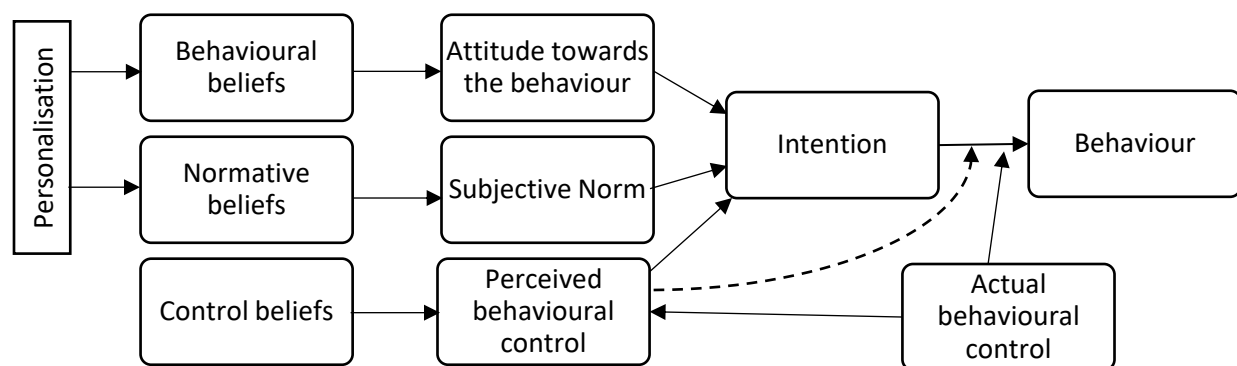 Personalisation
Behavioural
beliefs
Attitude towards
the behaviour
Intention
Behaviour
Normative
beliefs
Subjective Norm
Control beliefs
Perceived
behavioural
control
Actual
behavioural
control